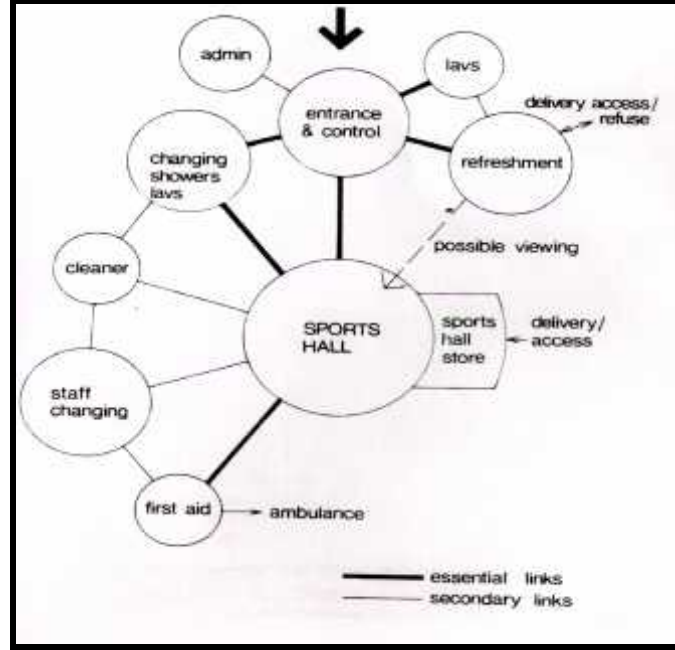 admin
lavs
entrance
& control
delivery access/
refuse
changing
showers
lavs
refreshment
possible viewing
cleaner
SPORTS
HALL
sports
hall
store
delivery/
access
staff
changing
first aid
ambulance
essential links
secondary links